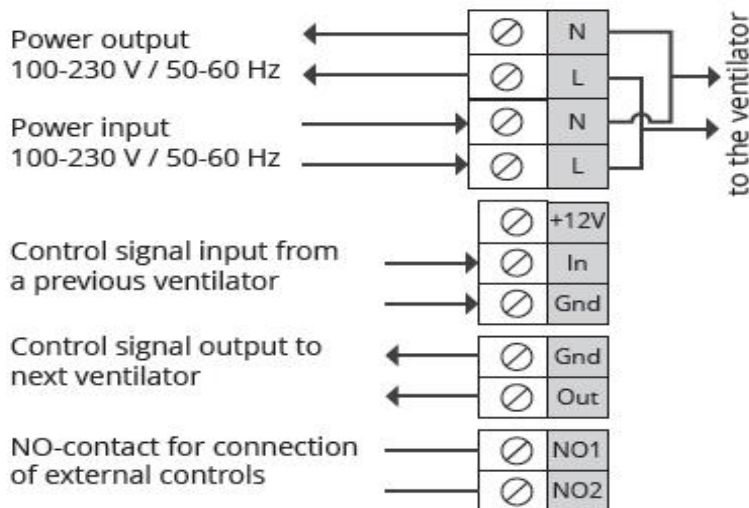 Power output
100-230 V / 50-60 Hz
Power input
100-230 V / 50-60 Hz
N
L
N
L
to the ventilator
+12V
Control signal input from
a previous ventilator
In
Gnd
Control signal output to
next ventilator
Gnd
Out
NO-contact for connection
of external controls
NO1
NO2